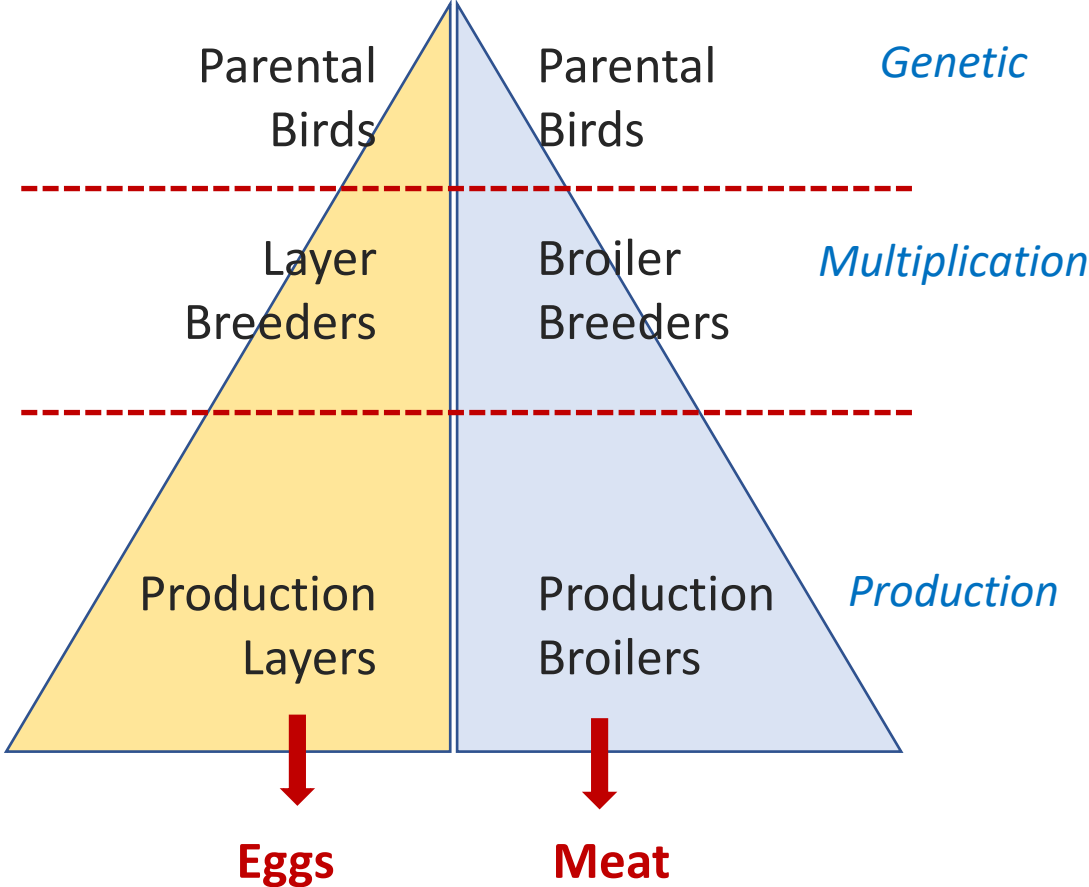 Parental
Birds
Parental
Birds
Genetic
Layer
Breeders
Broiler
Breeders
Multiplication
Production
Layers
Production
Broilers
Production
Eggs
Meat